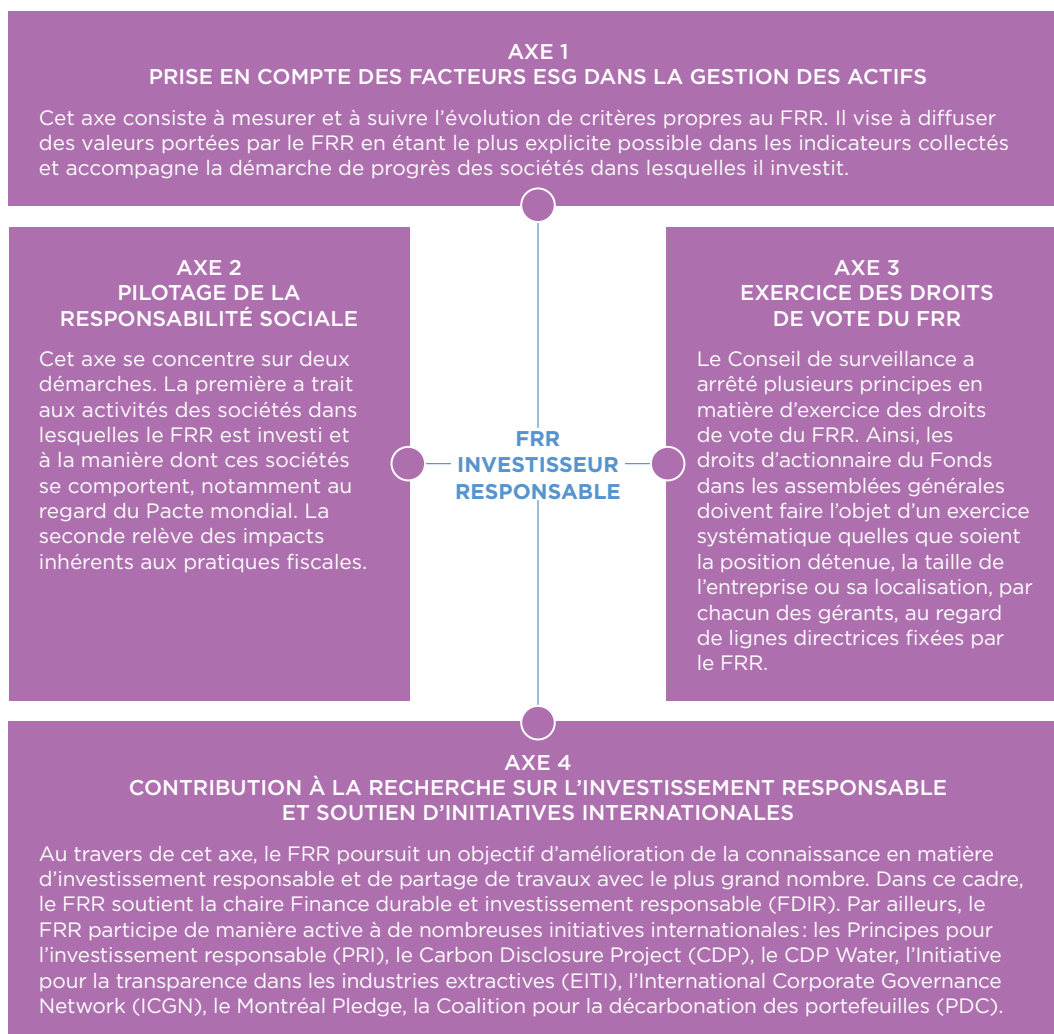 AXE 1
PRISE EN COMPTE DES FACTEURS ESG DANS LA GESTION DES ACTIFS
Cet axe consiste à mesurer et à suivre l’évolution de critères propres au FRR. Il vise à diffuser
des valeurs portées par le FRR en étant le plus explicite possible dans les indicateurs collectés
et accompagne la démarche de progrès des sociétés dans lesquelles il investit.
AXE 2
PILOTAGE DE LA
RESPONSABILITÉ SOCIALE
Cet axe se concentre sur deux
démarches. La première a trait
aux activités des sociétés dans
lesquelles le FRR est investi et
à la manière dont ces sociétés
se comportent, notamment au
regard du Pacte mondial. La
seconde relève des impacts
inhérents aux pratiques fiscales.
FRR
INVESTISSEUR
RESPONSABLE
AXE 3
EXERCICE DES DROITS
DE VOTE DU FRR
Le Conseil de surveillance a
arrêté plusieurs principes en
matière d’exercice des droits
de vote du FRR. Ainsi, les
droits d’actionnaire du Fonds
dans les assemblées générales
doivent faire l’objet d’un exercice
systématique quelles que soient
la position détenue, la taille de
l’entreprise ou sa localisation, par
chacun des gérants, au regard
de lignes directrices fixées par
le FRR.
AXE 4
CONTRIBUTION À LA RECHERCHE SUR L’INVESTISSEMENT RESPONSABLE
ET SOUTIEN D’INITIATIVES INTERNATIONALES
Au travers de cet axe, le FRR poursuit un objectif d’amélioration de la connaissance en matière
d’investissement responsable et de partage de travaux avec le plus grand nombre. Dans ce cadre,
le FRR soutient la chaire Finance durable et investissement responsable (FDIR). Par ailleurs, le
FRR participe de manière active à de nombreuses initiatives internationales : les Principes pour
l’investissement responsable (PRI), le Carbon Disclosure Project (CDP), le CDP Water, l’Initiative
pour la transparence dans les industries extractives (EITI), l’International Corporate Governance
Network (ICGN), le Montréal Pledge, la Coalition pour la décarbonation des portefeuilles (PDC).